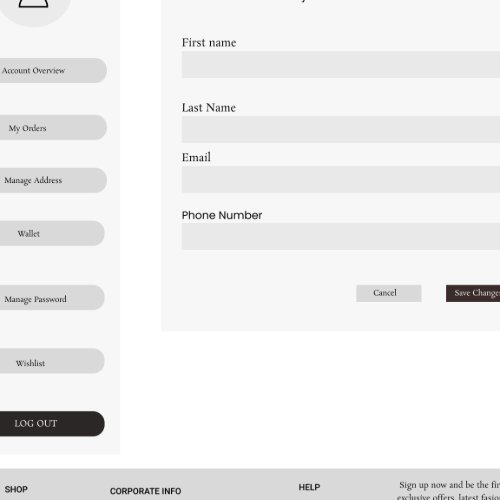 Account Overview
My Orders
Manage Address
Wallet
Manage Password
Wishlist
LOG OUT
First name
Last Name
Email
Phone Number
Cancel
Save Change
SHOP
CORPORATE INFO
HELP
Sign up now and be the fir
exclusive offers, latest fasio